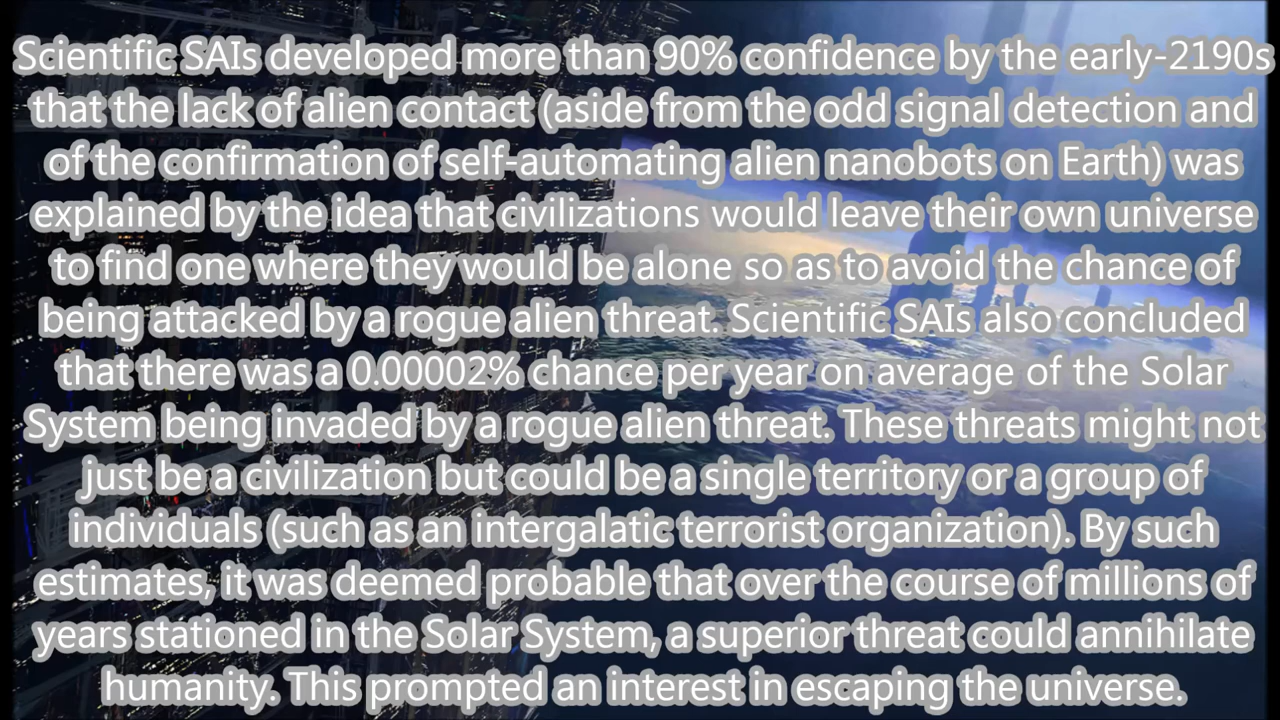 Scientific SAIs developed more than 90% confidence by the early-2190s
that the lack of alien contact (aside from the odd signal detection and
of the confirmation of self-automating alien nanobots on Earth) was
explained by the idea that civilizations would leave their own universe
to find one where they would be alone so as to avoid the chance of
being attacked by a rogue alien threat. Scientific SAIs also concluded
that there was a 0.00002% chance per year on average of the Solar
System being invaded by a rogue alien threat. These threats might not
just be a civilization but could be a single territory or a group of
individuals (such as an intergalatic terrorist organization). By such
estimates, it was deemed probable that over the course of millions of
years stationed in the Solar System, a superior threat could annihilate
humanity. This prompted an interest in escaping the universe.